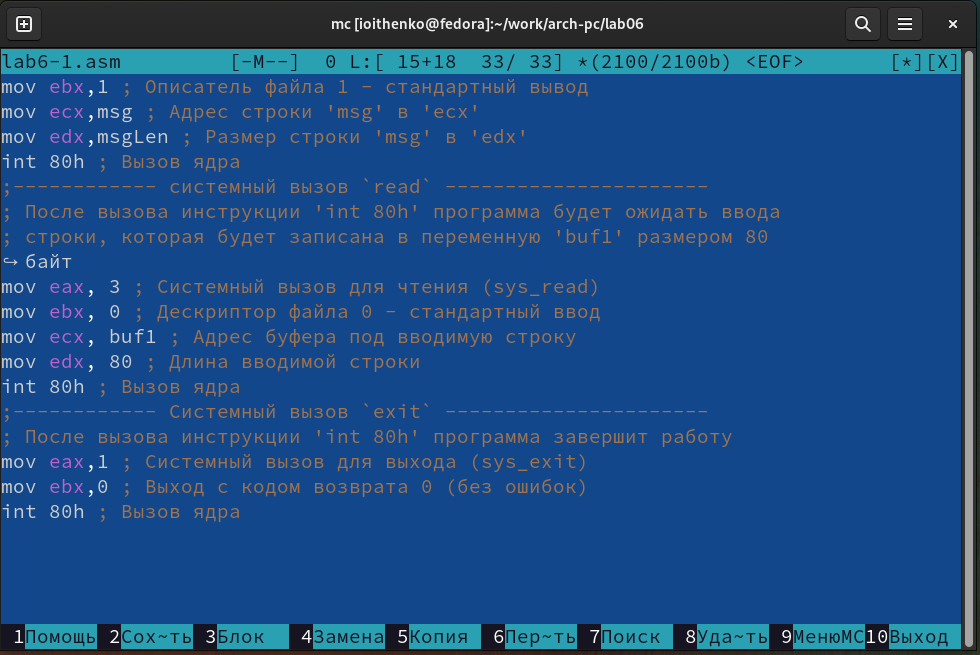 mc [ioithenko@fedora]:~/work/arch-pc/lab06
lab6-1.asm [-M--] 0 L:[ 15+18 33/ 33] *(2100/2100b) <EOF> [*][X]
mov ebx,1 ; Описатель файла 1 - стандартный вывод
mov ecx,msg ; Адрес строки 'msg' в 'ecx'
mov edx,msgLen ; Размер строки 'msg' в 'edx'
int 80h ; Вызов ядра
;------------ системный вызов `read` ----------------------
; После вызова инструкции 'int 80h' программа будет ожидать ввода
; строки, которая будет записана в переменную 'buf1' размером 80
↪ байт
mov eax, 3 ; Системный вызов для чтения (sys_read)
mov ebx, 0 ; Дескриптор файла 0 - стандартный ввод
mov ecx, buf1 ; Адрес буфера под вводимую строку
mov edx, 80 ; Длина вводимой строки
int 80h ; Вызов ядра
;------------ Системный вызов `exit` ----------------------
; После вызова инструкции 'int 80h' программа завершит работу
mov eax,1 ; Системный вызов для выхода (sys_exit)
mov ebx,0 ; Выход с кодом возврата 0 (без ошибок)
int 80h ; Вызов ядра
1Помощь 2Сох~ть 3Блок 4Замена 5Копия 6Пер~ть 7Поиск 8Уда~ть 9МенюMC 10Выход